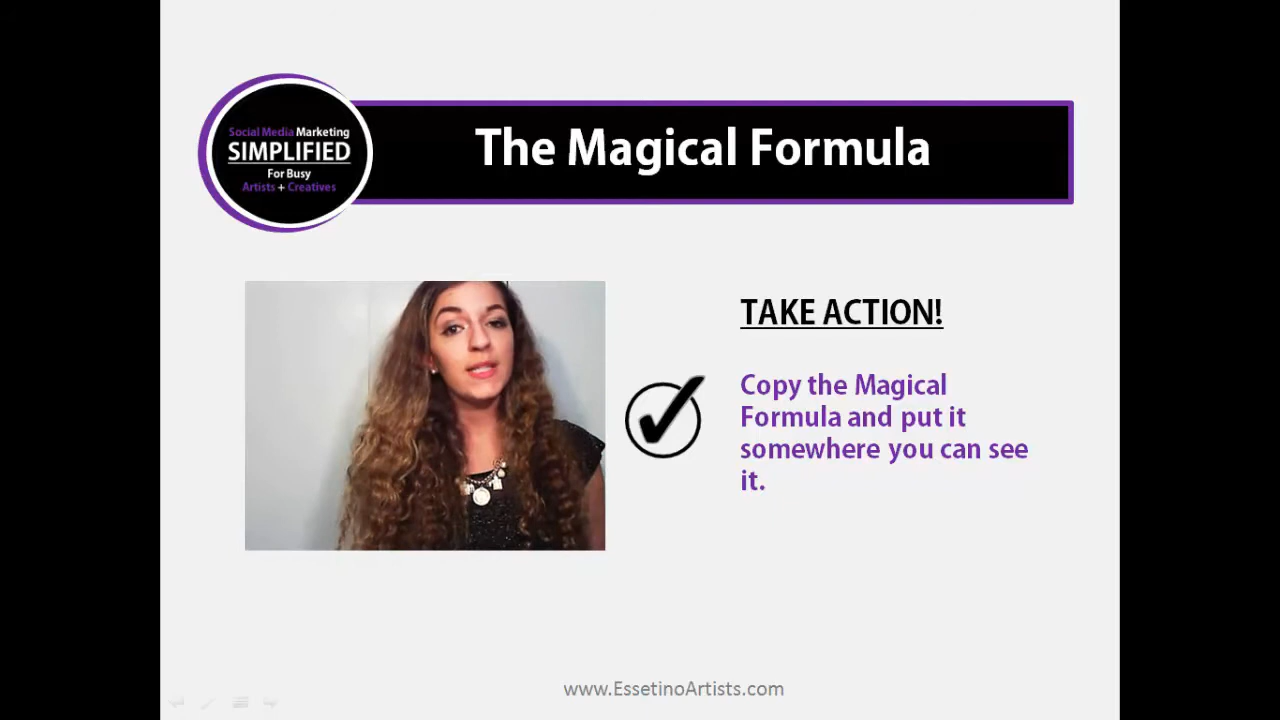 Social Media Marketing
SIMPLIFIED
For Busy
Artists + Creatives
The Magical Formula
TAKE ACTION!
Copy the Magical
Formula and put it
somewhere you can see
it.
www.EssetinoArtists.com